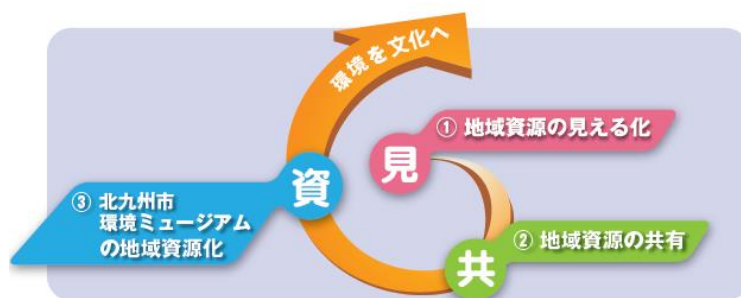 環境を文化へ
見
① 地域資源の見える化
共
② 地域資源の共有
資
③ 北九州市
環境ミュージアム
の地域資源化